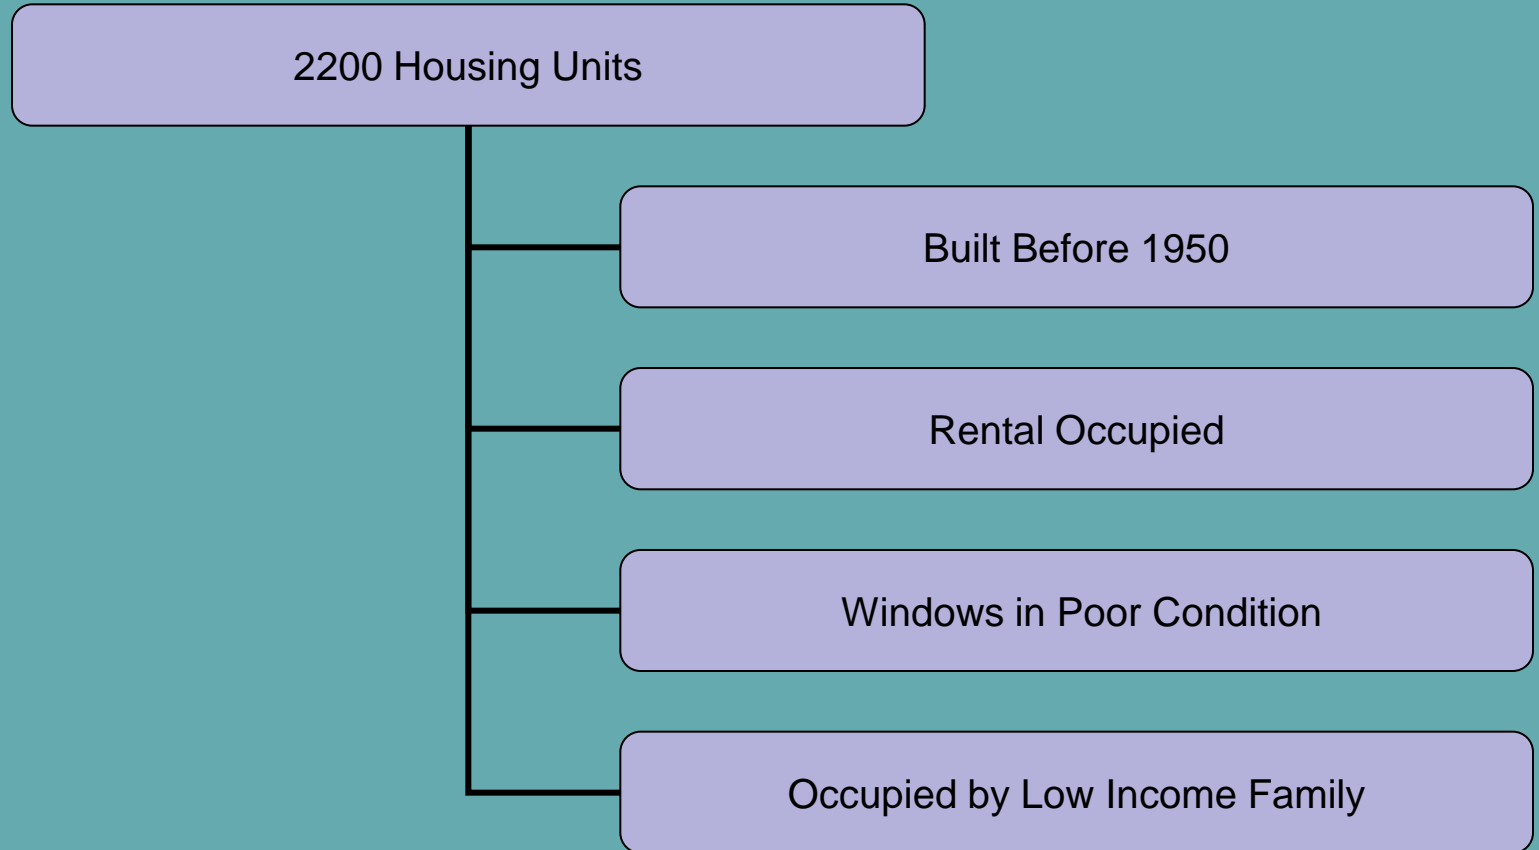 2200 Housing Units
Built Before 1950
Rental Occupied
Windows in Poor Condition
Occupied by Low Income Family